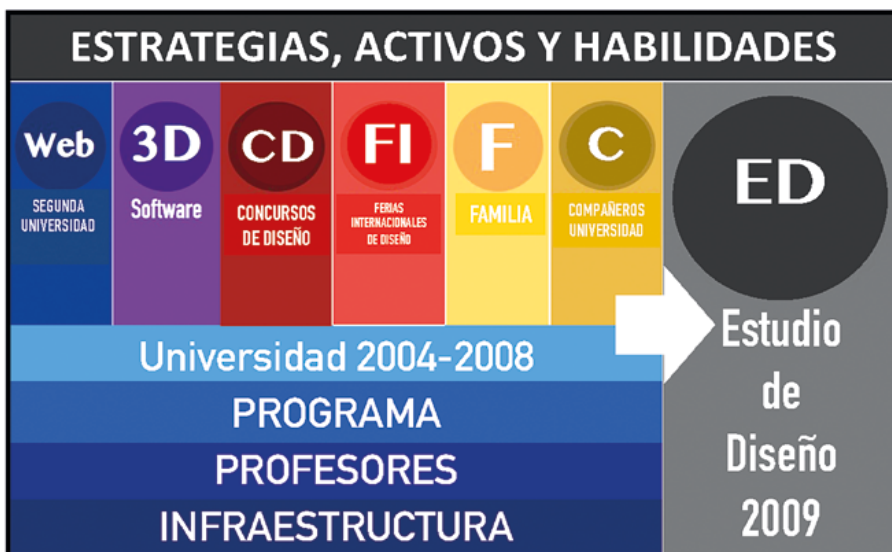 ESTRATEGIAS, ACTIVOS Y HABILIDADES
Web
SEGUNDA
UNIVERSIDAD
3D
Software
CD
CONCURSOS
DE DISEÑO
FI
FERIAS
INTERNACIONALES
DE DISEÑO
F
FAMILIA
C
COMPAÑEROS
UNIVERSIDAD
ED
Estudio
de
Diseño
2009
Universidad 2004-2008
PROGRAMA
PROFESORES
INFRAESTRUCTURA